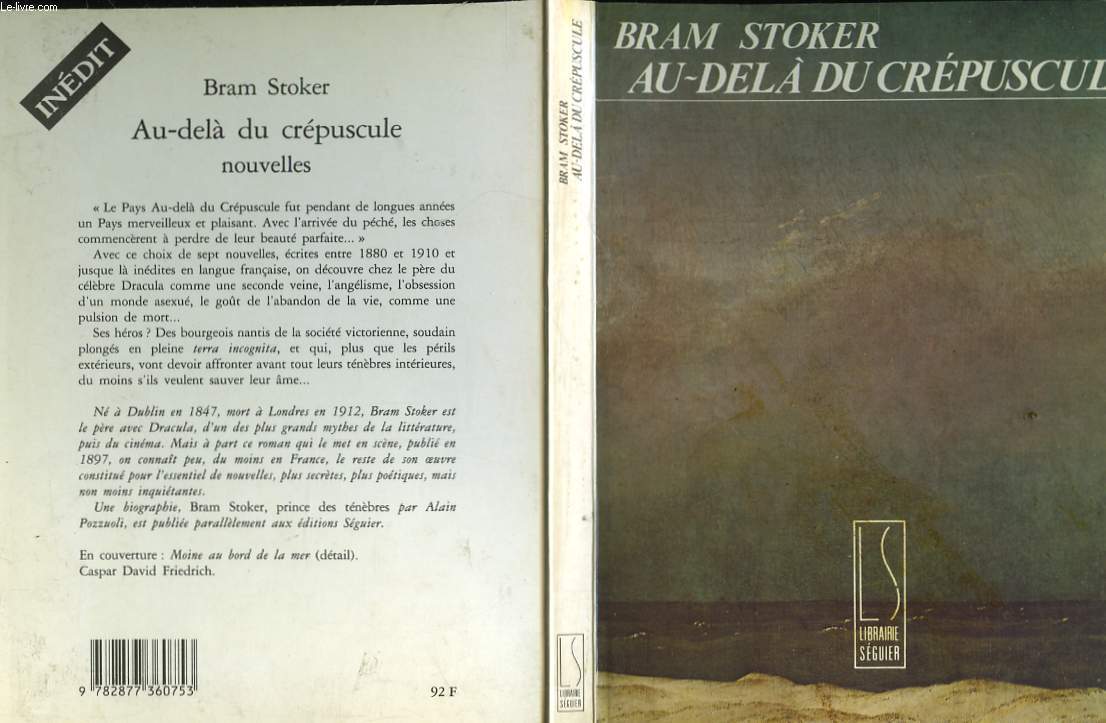 Le-livre.com
INÉDIT
Bram Stoker
Au-delà du crépuscule
nouvelles
« Le Pays Au-delà du Crépuscule fut pendant de longues années
un Pays merveilleux et plaisant. Avec l'arrivée du péché, les choses
commencèrent à perdre de leur beauté parfaite... »
Avec ce choix de sept nouvelles, écrites entre 1880 et 1910 et
jusque là inédites en langue française, on découvre chez le père du
célèbre Dracula comme une seconde veine, l'angélisme, l'obsession
d'un monde asexué, le goût de l'abandon de la vie, comme une
pulsion de mort...
Ses héros ? Des bourgeois nantis de la société victorienne, soudain
plongés en pleine terra incognita, et qui, plus que les périls
extérieurs, vont devoir affronter avant tout leurs ténèbres intérieures,
du moins s'ils veulent sauver leur âme...
Né à Dublin en 1847, mort à Londres en 1912, Bram Stoker est
le père avec Dracula, d'un des plus grands mythes de la littérature,
puis du cinéma. Mais à part ce roman qui le met en scène, publié en
1897, on connaît peu, du moins en France, le reste de son œuvre
constitué pour l'essentiel de nouvelles, plus secrètes, plus poétiques, mais
non moins inquiétantes.
Une biographie, Bram Stoker, prince des ténèbres par Alain
Pozzuoli, est publiée parallèlement aux éditions Séguier.
En couverture : Moine au bord de la mer (détail).
Caspar David Friedrich.
9 782877 360753
92 F
BRAM STOKER
AU-DELÀ DU CRÉPUSCULE
LS
LIBRAIRIE
SÉGUIER
BRAM STOKER
AU-DELÀ DU CRÉPUSCUL
LS
LIBRAIRIE
SÉGUIER